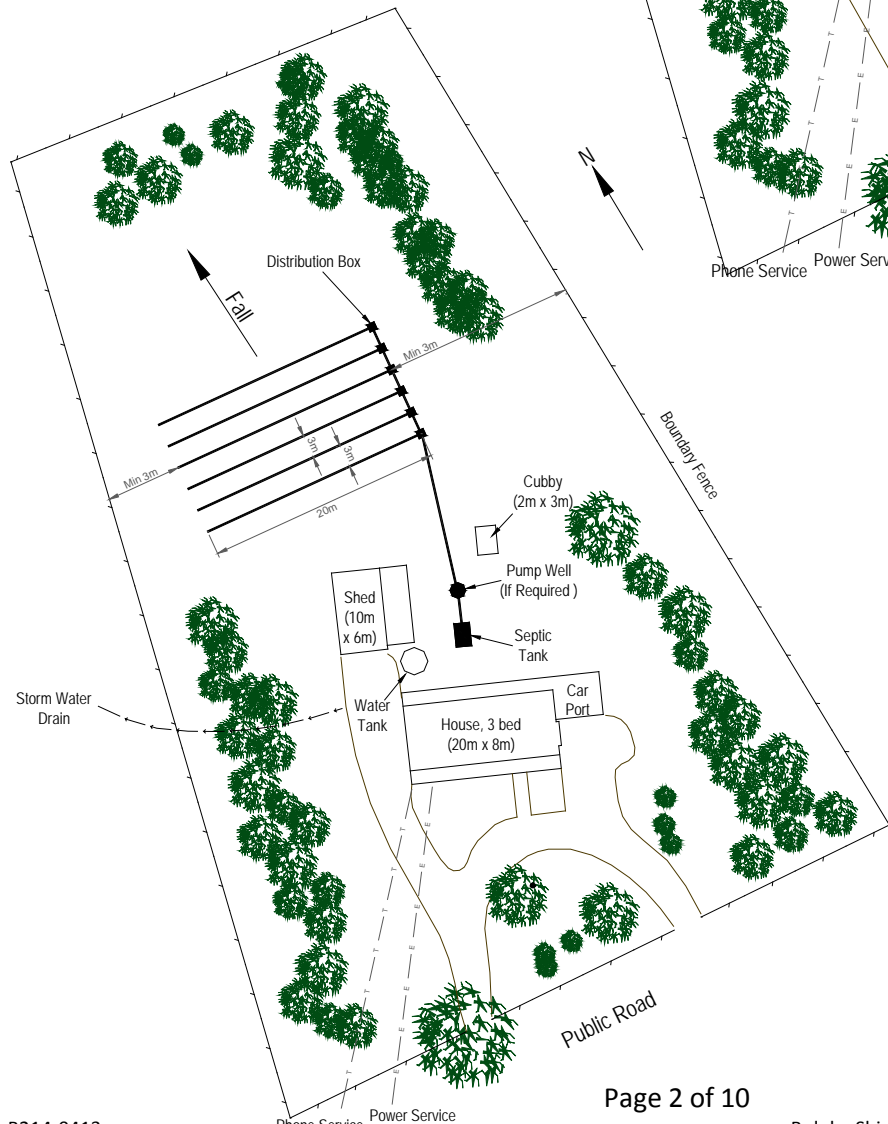 N
Phone Service
Distribution Box
Fall
Min 3m
3m
3m
Min 3m
20m
Boundary Fence
Cubby
(2m x 3m)
Pump Well
(If Required )
Shed
(10m
x 6m)
Septic
Tank
Car
Port
Storm Water
Drain
Water
Tank
House, 3 bed
(20m x 8m)
T
T
T
T
T
E
E
E
E
E
Public Road
Page 2 of 10
Power Service